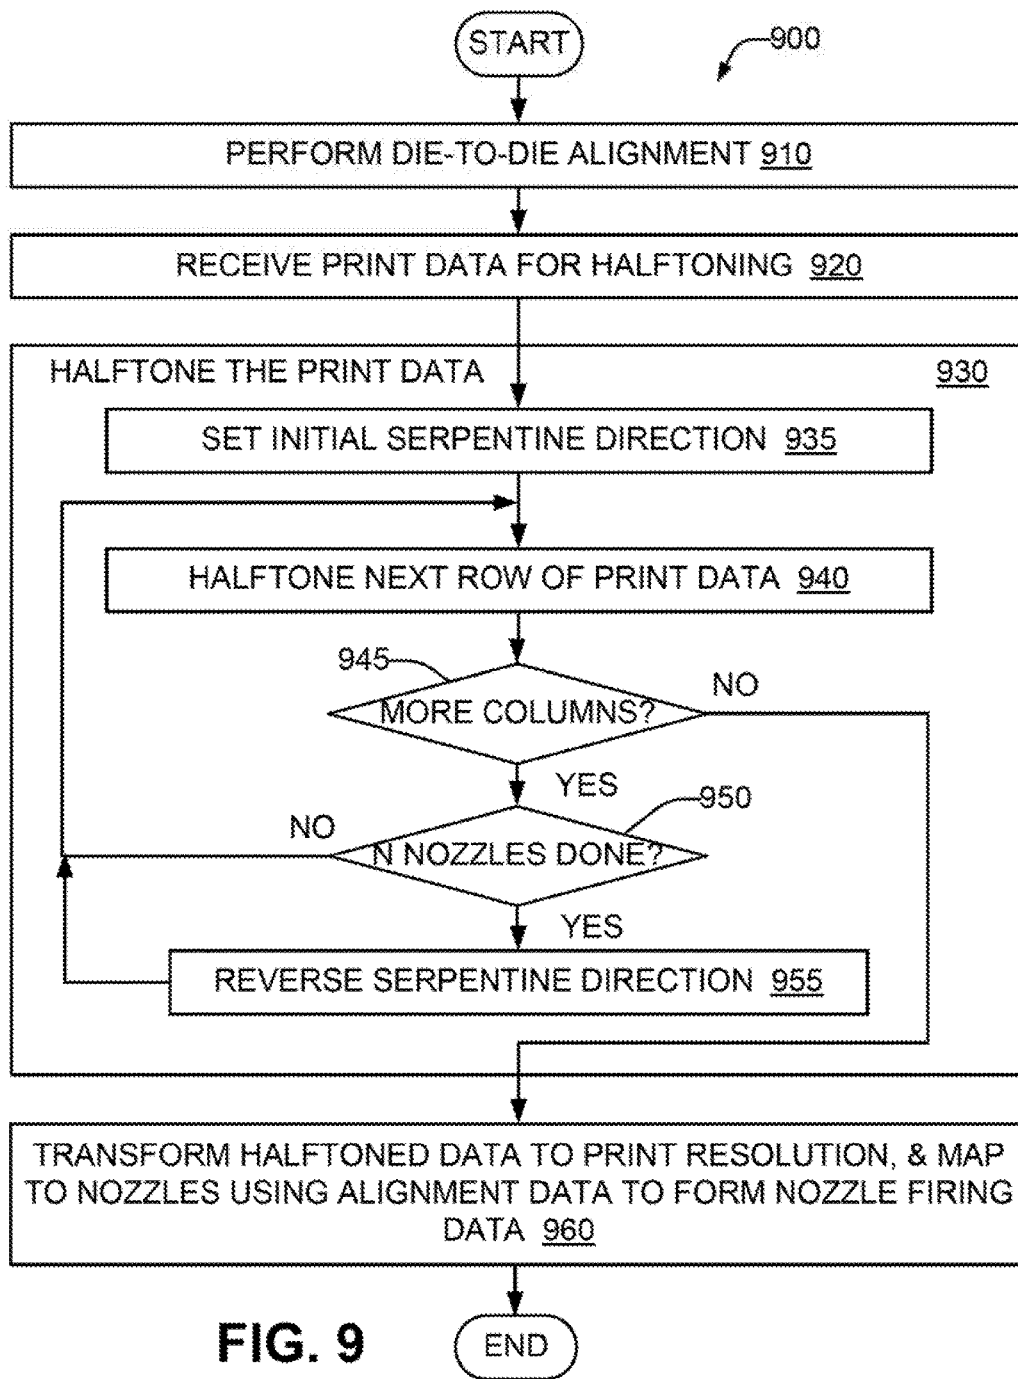 START
900
PERFORM DIE-TO-DIE ALIGNMENT 910
RECEIVE PRINT DATA FOR HALFTONING 920
HALFTONE THE PRINT DATA 930
SET INITIAL SERPENTINE DIRECTION 935
HALFTONE NEXT ROW OF PRINT DATA 940
945
MORE COLUMNS?
NO
YES
950
NO
N NOZZLES DONE?
YES
REVERSE SERPENTINE DIRECTION 955
TRANSFORM HALFTONED DATA TO PRINT RESOLUTION, & MAP
TO NOZZLES USING ALIGNMENT DATA TO FORM NOZZLE FIRING
DATA 960
FIG. 9
END